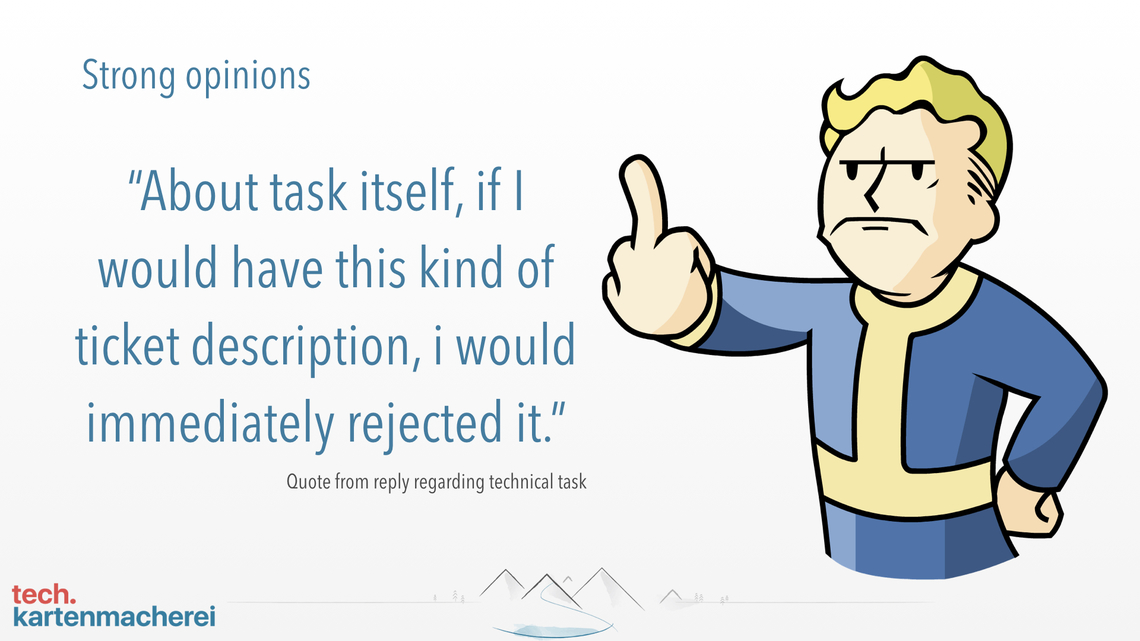 Strong opinions
“About task itself, if I
would have this kind of
ticket description, i would
immediately rejected it.”
Quote from reply regarding technical task
tech.
kartenmacherei